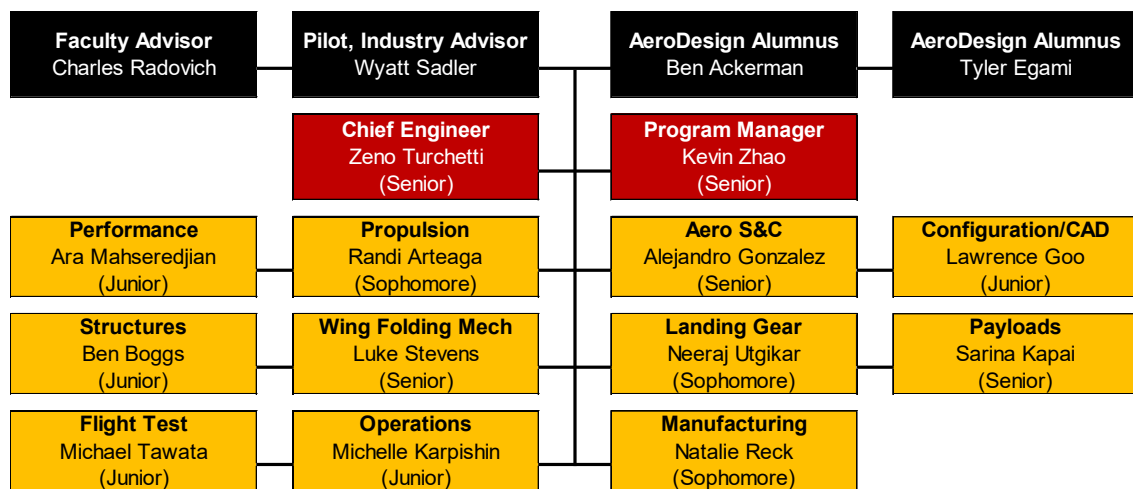 Faculty Advisor
Charles Radovich
Pilot, Industry Advisor
Wyatt Sadler
AeroDesign Alumnus
Ben Ackerman
AeroDesign Alumnus
Tyler Egami
Chief Engineer
Zeno Turchetti
(Senior)
Program Manager
Kevin Zhao
(Senior)
Performance
Ara Mahseredjian
(Junior)
Propulsion
Randi Arteaga
(Sophomore)
Aero S&C
Alejandro Gonzalez
(Senior)
Configuration/CAD
Lawrence Goo
(Junior)
Structures
Ben Boggs
(Junior)
Wing Folding Mech
Luke Stevens
(Senior)
Landing Gear
Neeraj Utgikar
(Sophomore)
Payloads
Sarina Kapai
(Senior)
Flight Test
Michael Tawata
(Junior)
Operations
Michelle Karpishin
(Junior)
Manufacturing
Natalie Reck
(Sophomore)